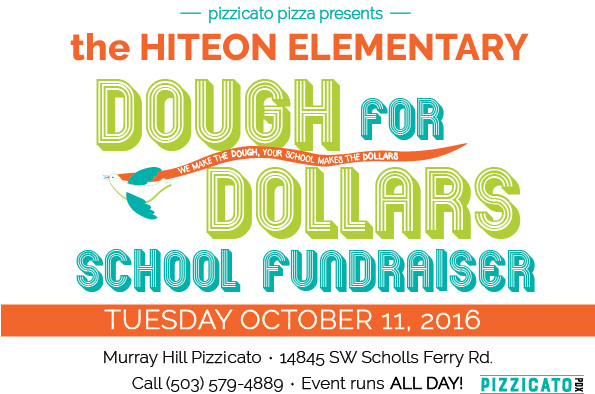 pizzicato pizza presents
the HITEON ELEMENTARY
DOUGH FOR
WE MAKE THE DOUGH, YOUR SCHOOL MAKES THE DOLLARS
DOLLARS
SCHOOL FUNDRAISER
TUESDAY OCTOBER 11, 2016
Murray Hill Pizzicato · 14845 SW Scholls Ferry Rd.
Call (503) 579-4889 · Event runs ALL DAY!
PIZZICATO PDX